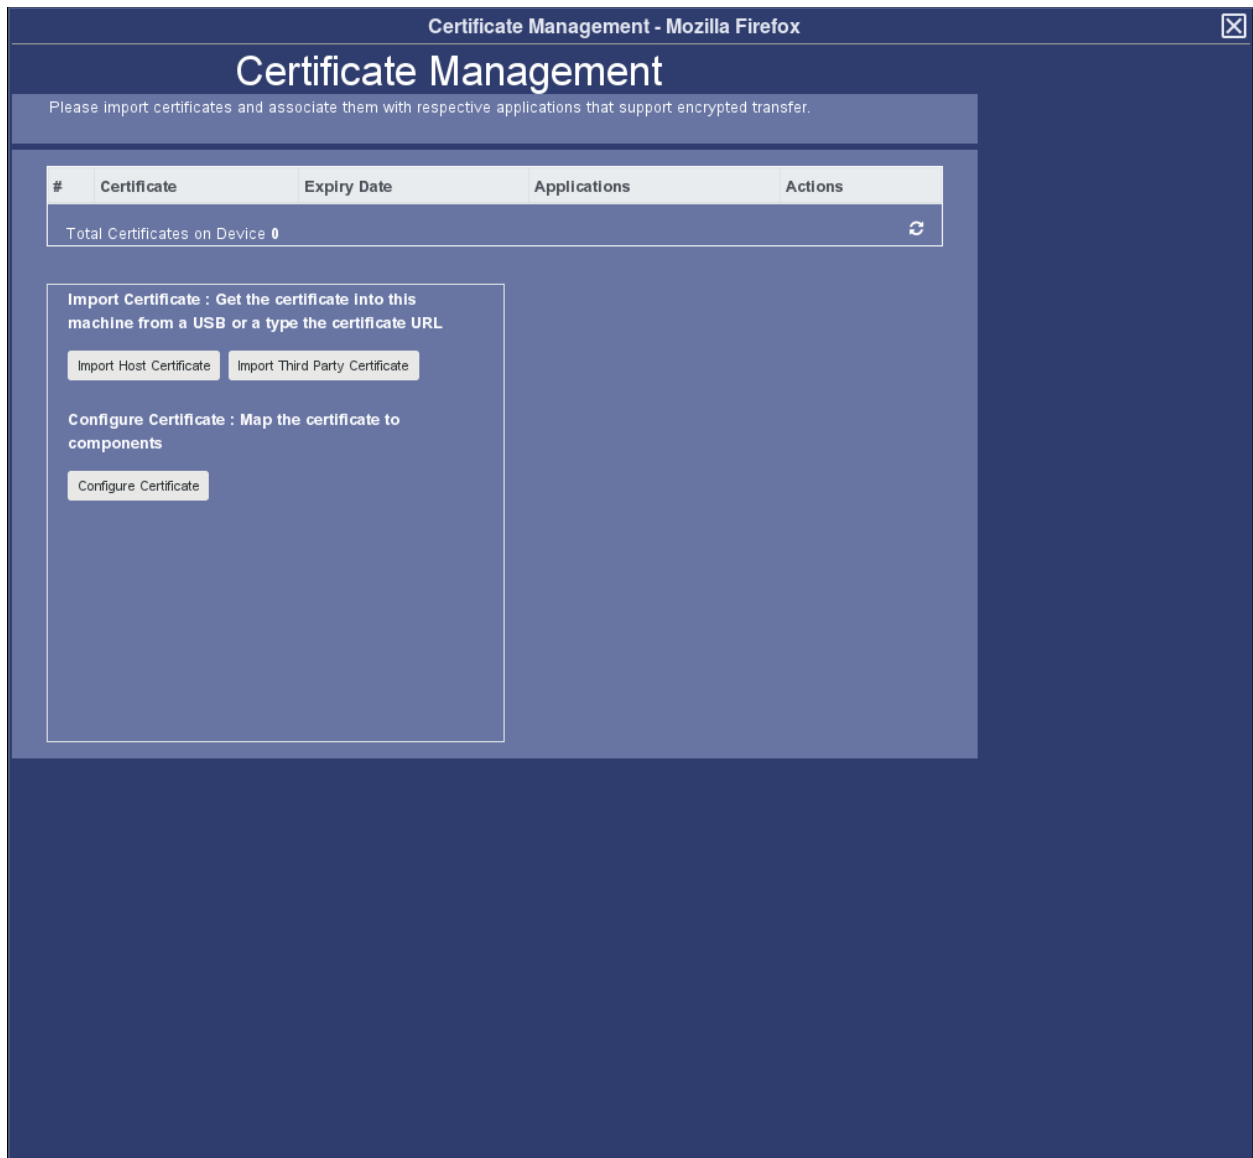 Certificate Management - Mozilla Firefox
Certificate Management
Please import certificates and associate them with respective applications that support encrypted transfer.
# Certificate Expiry Date Applications Actions
Total Certificates on Device 0
Import Certificate : Get the certificate into this
machine from a USB or a type the certificate URL
Import Host Certificate Import Third Party Certificate
Configure Certificate : Map the certificate to
components
Configure Certificate